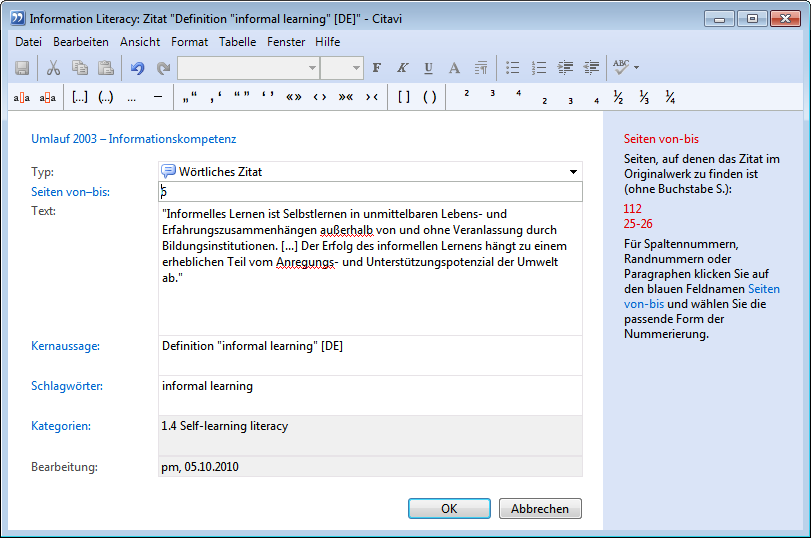 Information Literacy: Zitat "Definition "informal learning" [DE]" - Citavi
Datei Bearbeiten Ansicht Format Tabelle Fenster Hilfe
F K U A ABC
a[]a a[]a [...] (...) ... – „ “ ‚ ‘ “ ” ‘ ’ «» ‹ › »« › ‹ [ ] ( ) ² ³ ⁴ ₂ ₃ ₄ ½ ⅓ ¼
Umlauf 2003 – Informationskompetenz
Typ: Wörtliches Zitat
Seiten von–bis: 6
Text: "Informelles Lernen ist Selbstlernen in unmittelbaren Lebens- und
Erfahrungszusammenhängen außerhalb von und ohne Veranlassung durch
Bildungsinstitutionen. [...] Der Erfolg des informellen Lernens hängt zu einem
erheblichen Teil vom Anregungs- und Unterstützungspotenzial der Umwelt
ab."
Kernaussage: Definition "informal learning" [DE]
Schlagwörter: informal learning
Kategorien: 1.4 Self-learning literacy
Bearbeitung: pm, 05.10.2010
OK Abbrechen
Seiten von-bis
Seiten, auf denen das Zitat im
Originalwerk zu finden ist
(ohne Buchstabe S.):
112
25-26
Für Spaltennummern,
Randnummern oder
Paragraphen klicken Sie auf
den blauen Feldnamen Seiten
von-bis und wählen Sie die
passende Form der
Nummerierung.